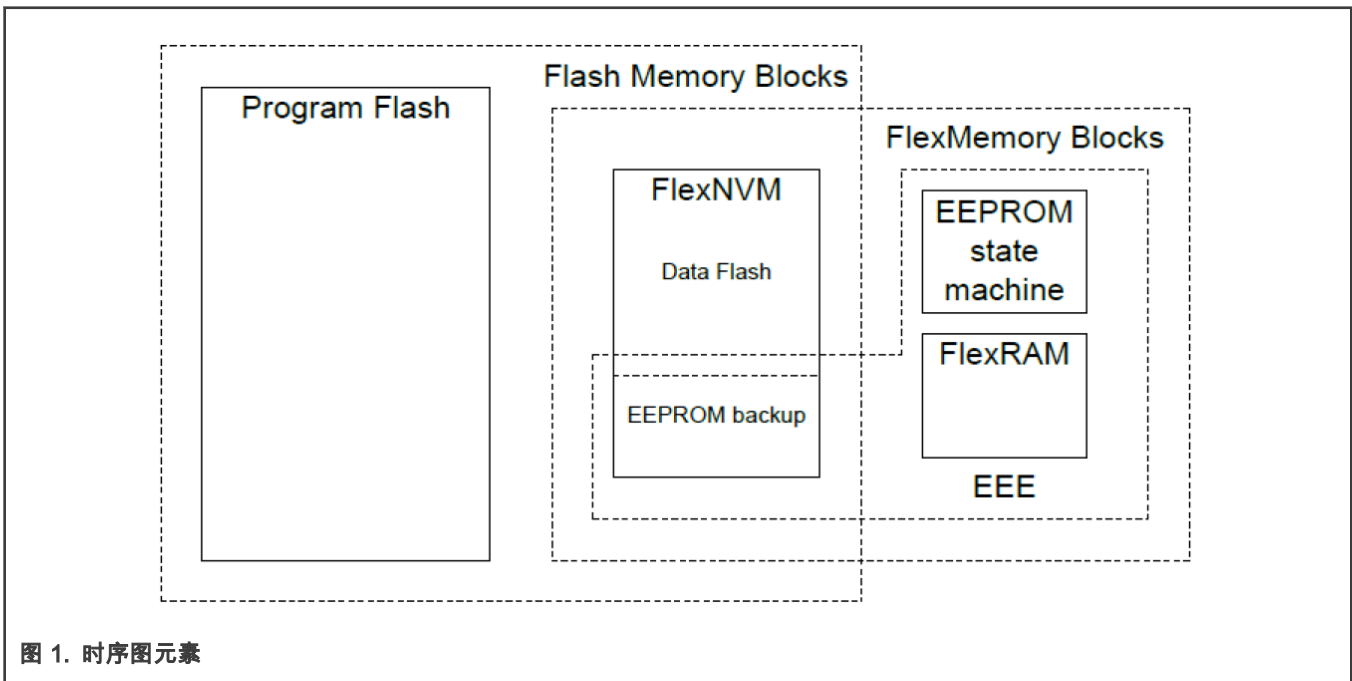 Flash Memory Blocks
Program Flash
FlexMemory Blocks
FlexNVM
Data Flash
EEPROM backup
EEPROM
state
machine
FlexRAM
EEE
图 1. 时序图元素